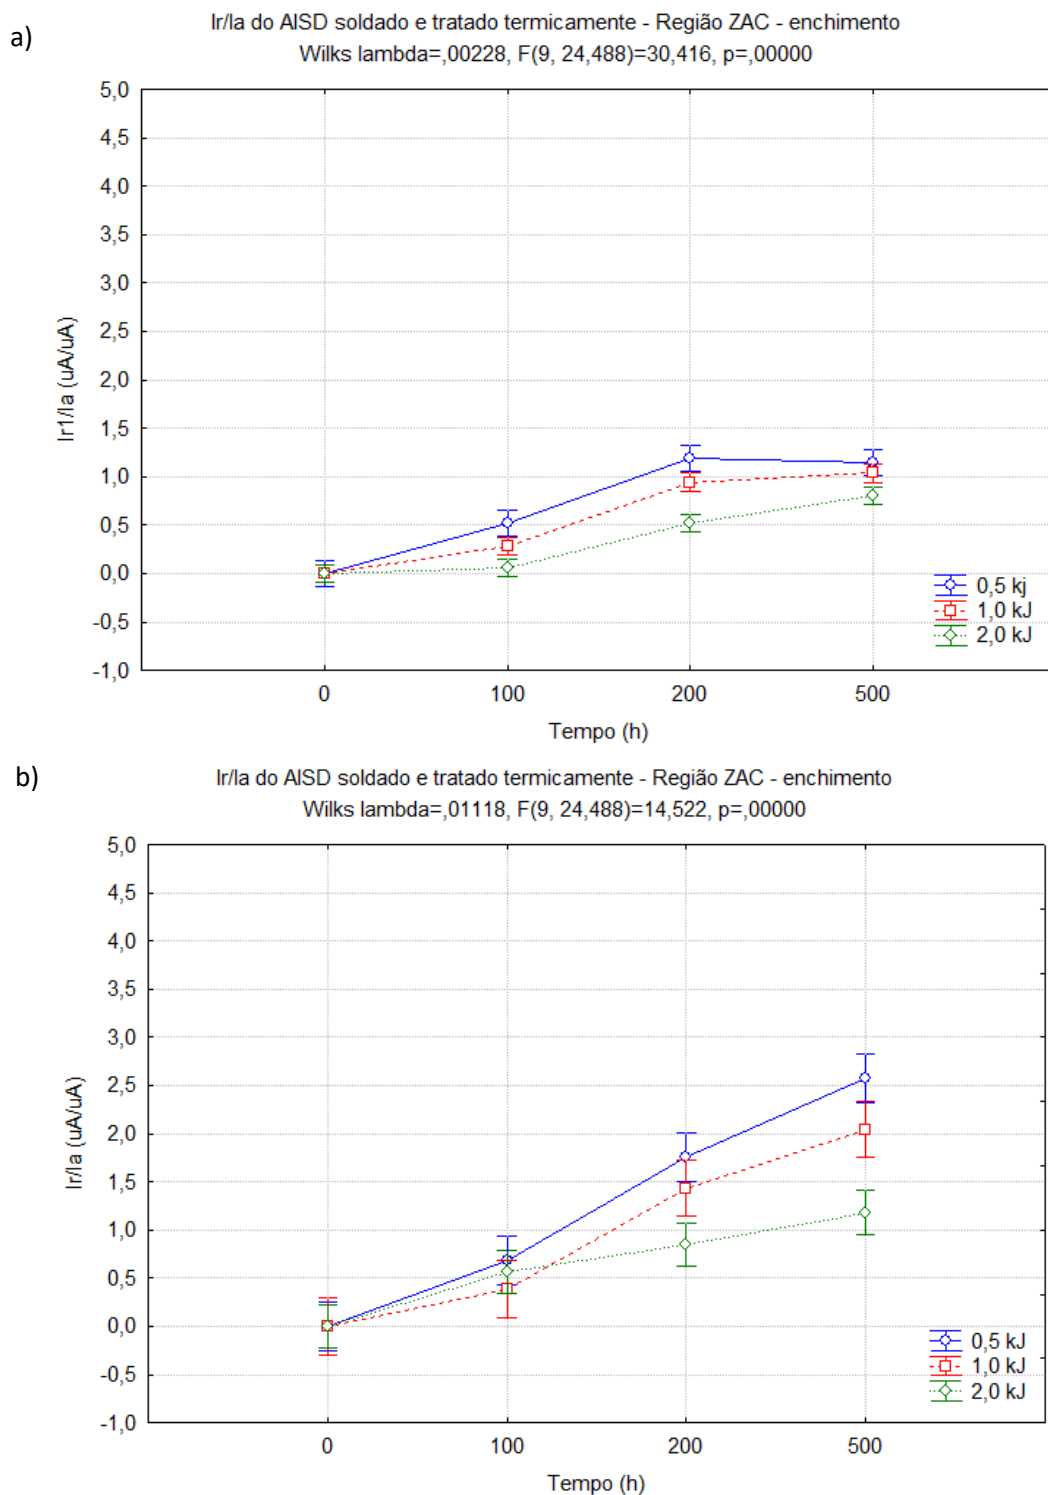 a)
Ir/Ia do AISD soldado e tratado termicamente - Região ZAC - enchimento
Wilks lambda=,00228, F(9, 24,488)=30,416, p=,00000
5,0
4,5
4,0
3,5
3,0
2,5
2,0
1,5
1,0
0,5
0,0
-0,5
-1,0
Ir1/Ia (uA/uA)
0,5 kj
1,0 kJ
2,0 kJ
0 100 200 500
Tempo (h)
b)
Ir/Ia do AISD soldado e tratado termicamente - Região ZAC - enchimento
Wilks lambda=,01118, F(9, 24,488)=14,522, p=,00000
5,0
4,5
4,0
3,5
3,0
2,5
2,0
1,5
1,0
0,5
0,0
-0,5
-1,0
Ir/Ia (uA/uA)
0,5 kJ
1,0 kJ
2,0 kJ
0 100 200 500
Tempo (h)